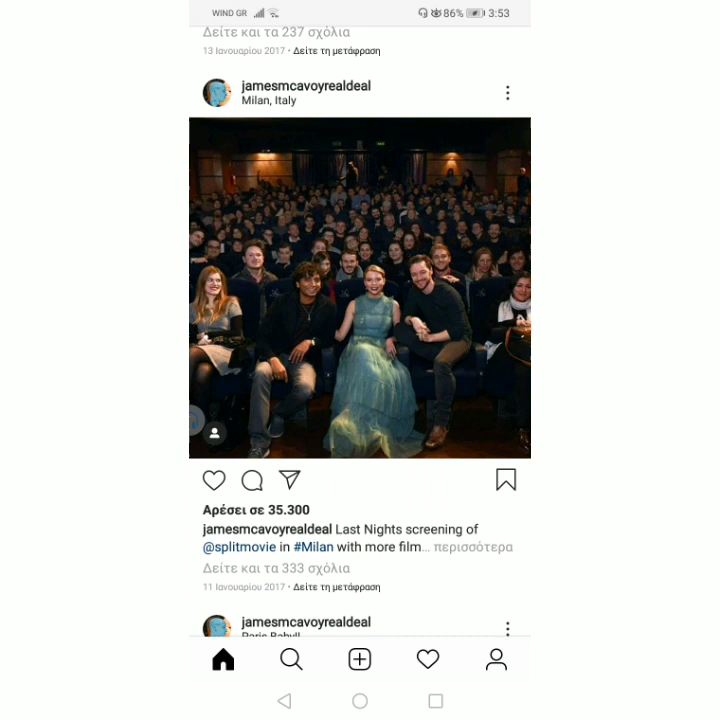 WIND GR 86% 3:53
Δείτε και τα 237 σχόλια
13 Ιανουαρίου 2017 • Δείτε τη μετάφραση
jamesmcavoyrealdeal
Milan, Italy
Αρέσει σε 35.300
jamesmcavoyrealdeal Last Nights screening of
@splitmovie in #Milan with more film... περισσότερα
Δείτε και τα 333 σχόλια
11 Ιανουαρίου 2017 • Δείτε τη μετάφραση
jamesmcavoyrealdeal